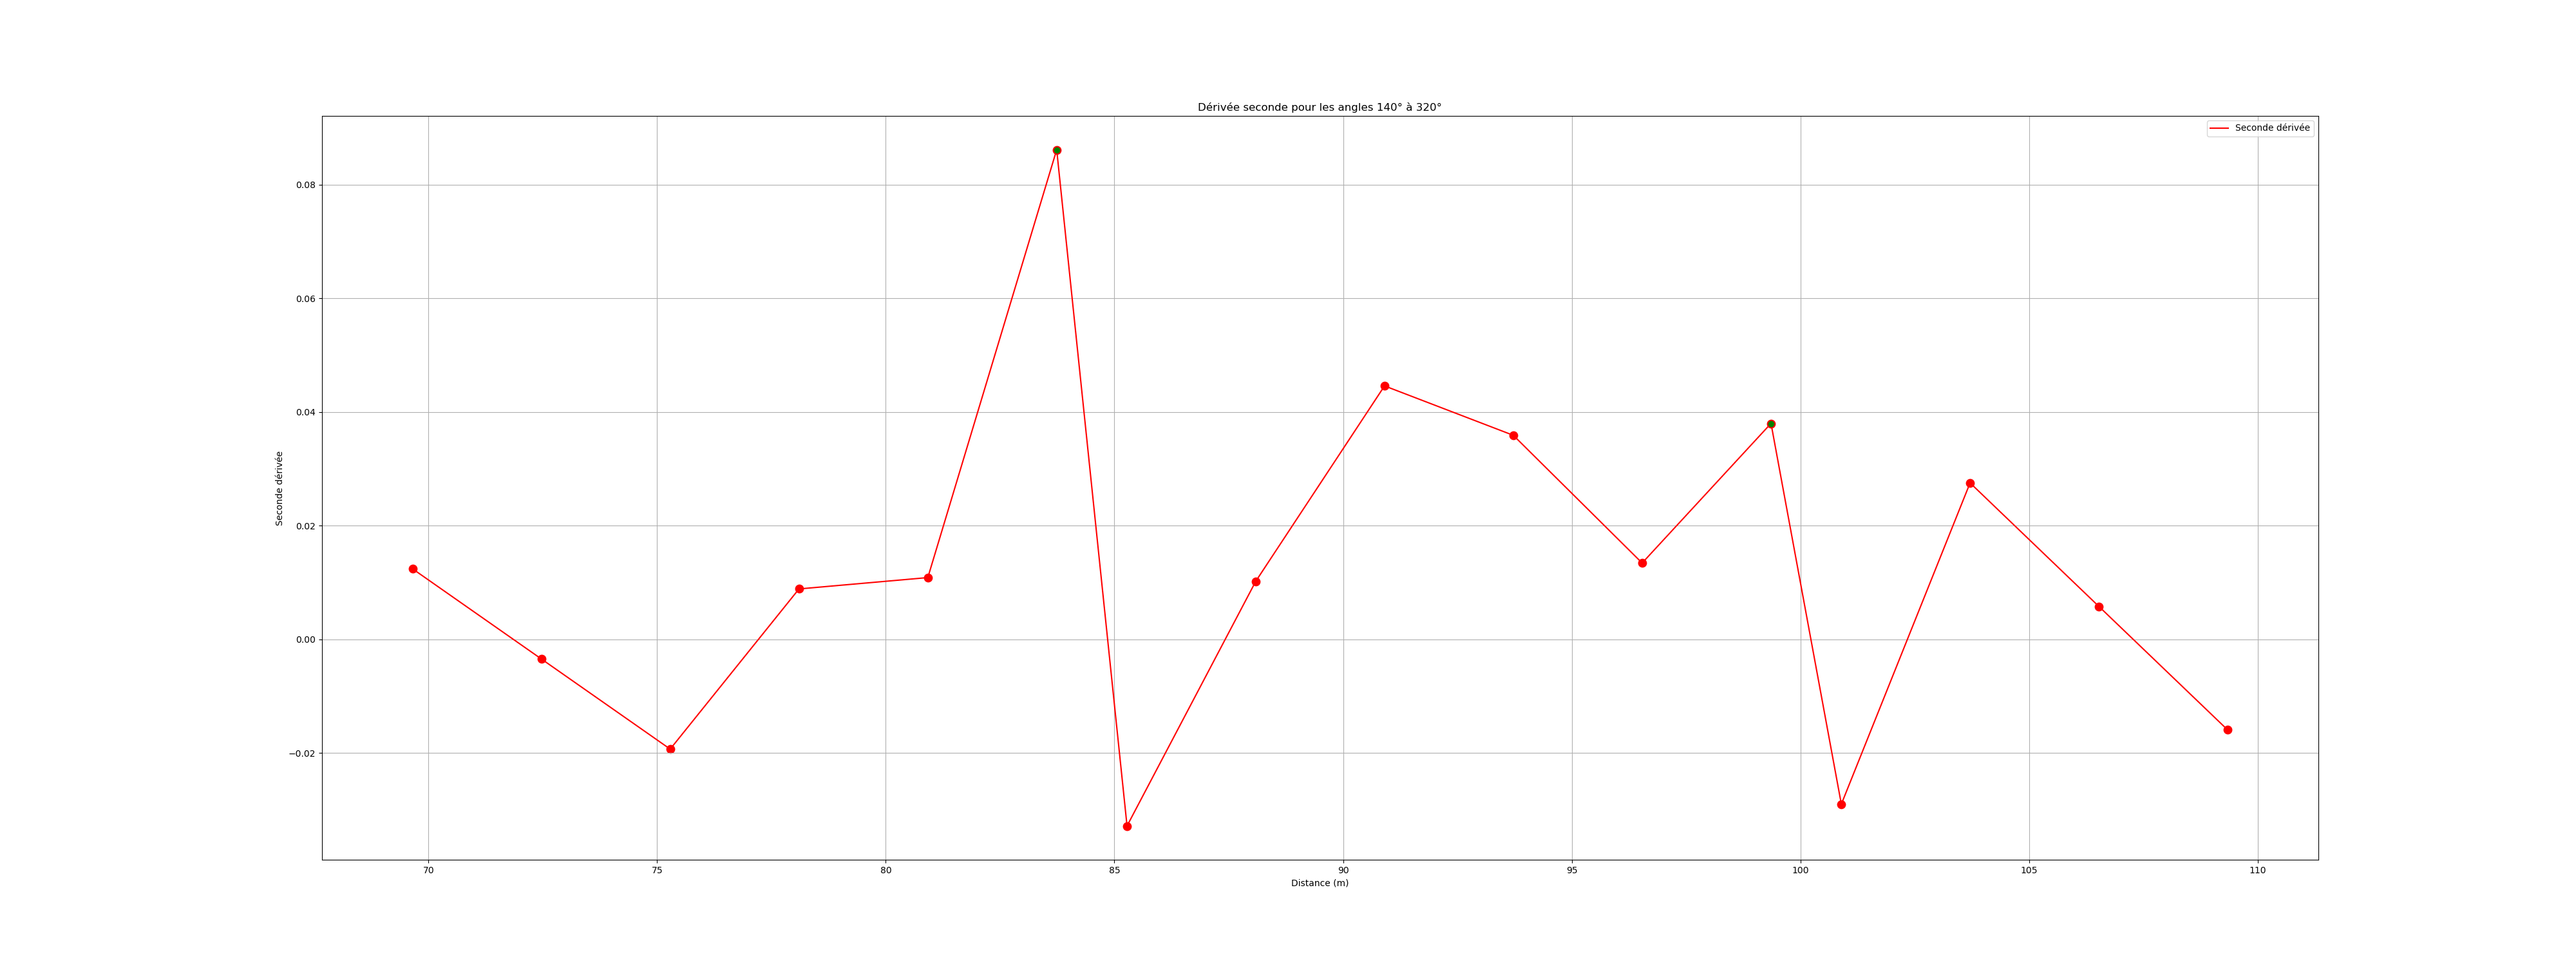 Dérivée seconde pour les angles 140° à 320°
Seconde dérivée
0.08
0.06
0.04
0.02
0.00
−0.02
Seconde dérivée
70 75 80 85 90 95 100 105 110
Distance (m)